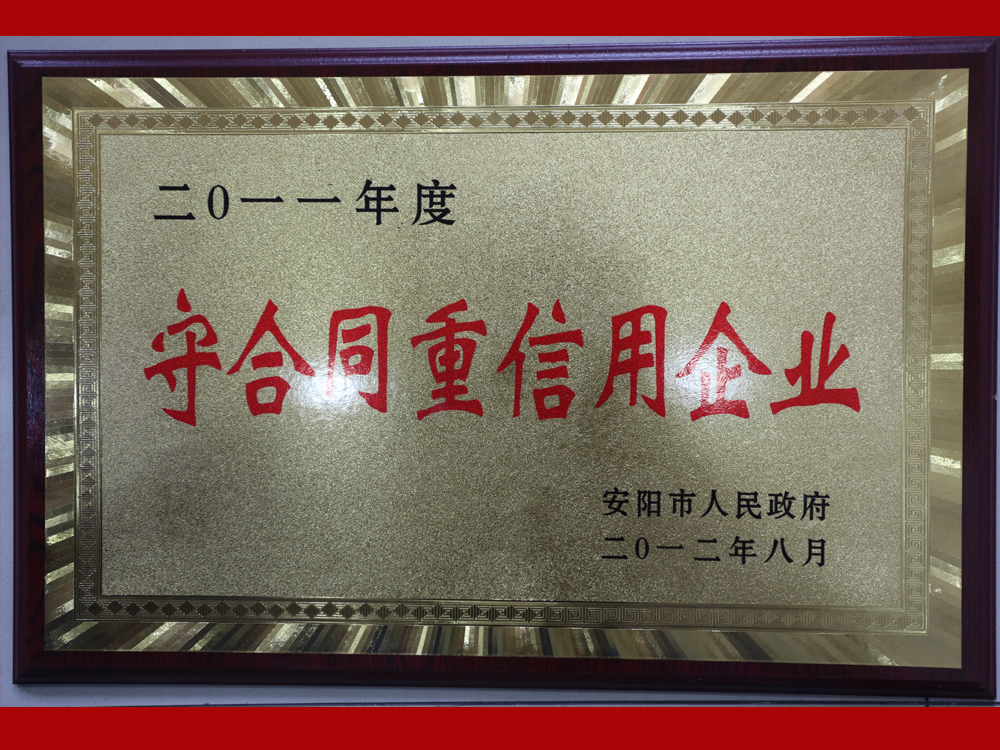 二0一一年度
守合同重信用企业
安阳市人民政府
二0一二年八月